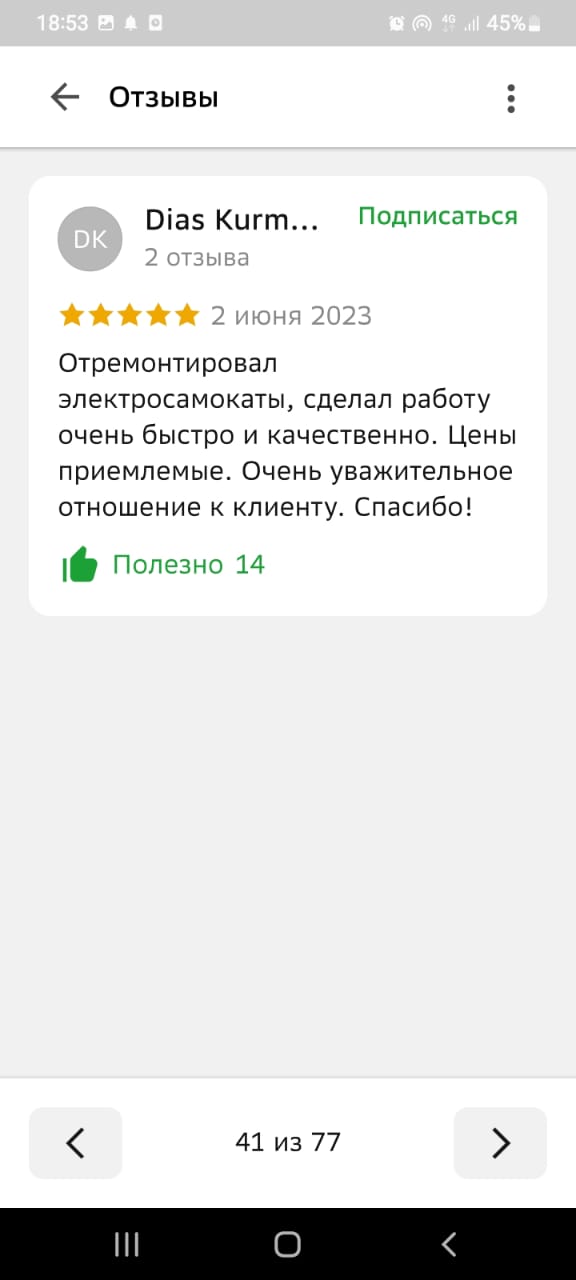 18:53
4G
45%
Отзывы
DK
Dias Kurm...
Подписаться
2 отзыва
2 июня 2023
Отремонтировал
электросамокаты, сделал работу
очень быстро и качественно. Цены
приемлемые. Очень уважительное
отношение к клиенту. Спасибо!
Полезно 14
41 из 77